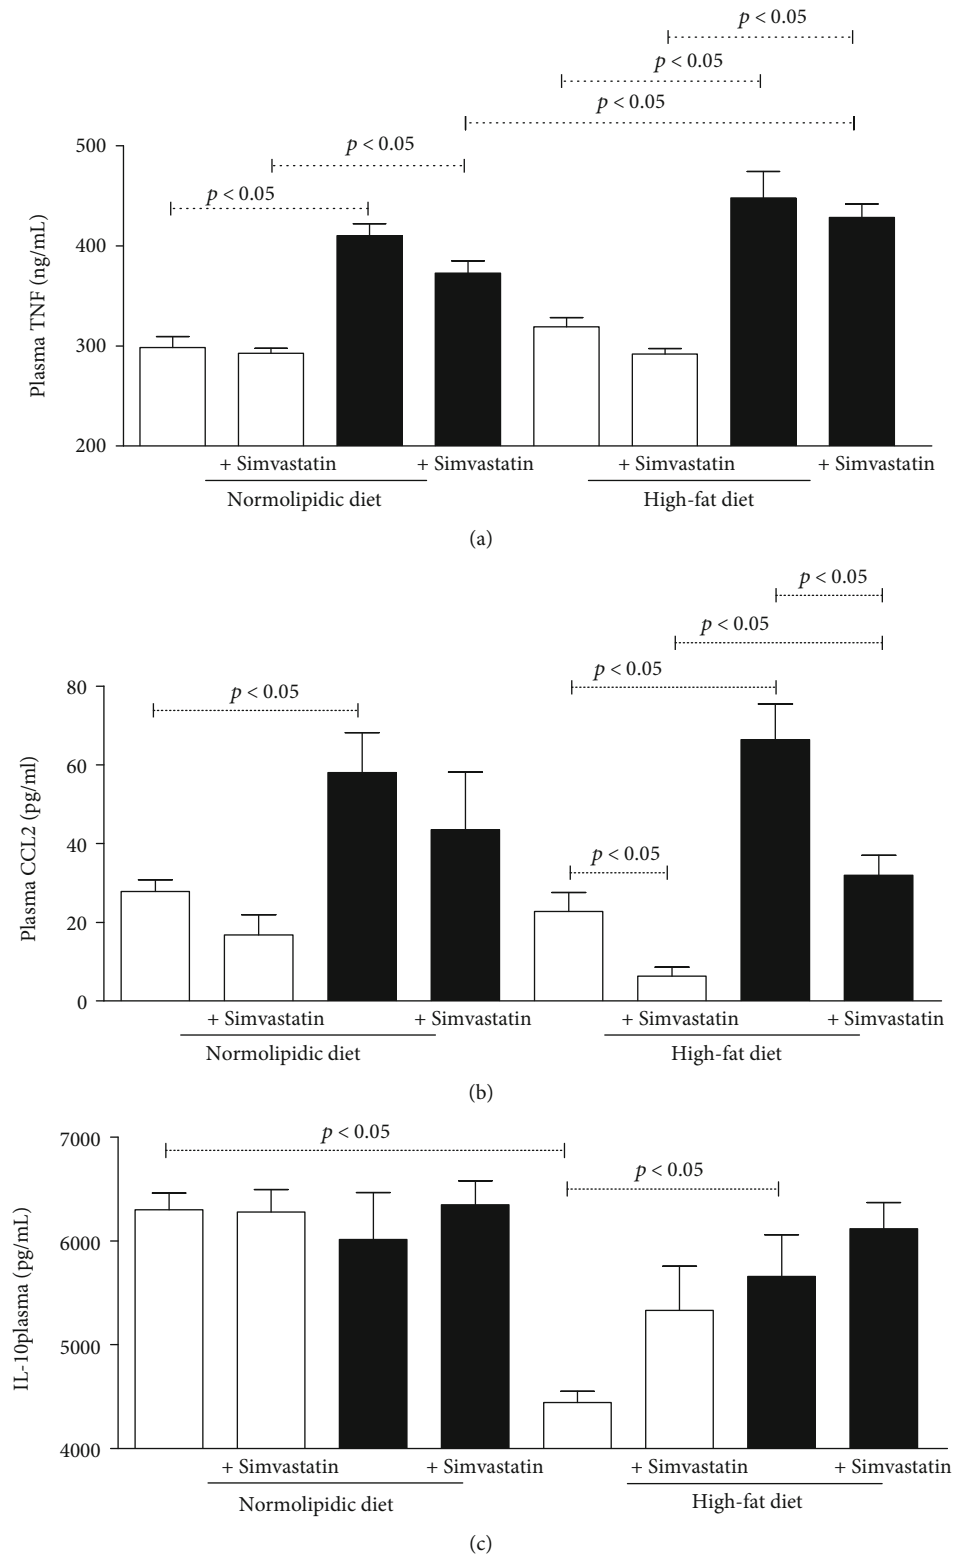 p < 0.05
p < 0.05
p < 0.05
p < 0.05
p < 0.05
Plasma TNF (ng/mL)
500
400
300
200
+ Simvastatin + Simvastatin + Simvastatin + Simvastatin
Normolipidic diet High-fat diet
(a)
p < 0.05
p < 0.05
p < 0.05
p < 0.05
p < 0.05
Plasma CCL2 (pg/ml)
80
60
40
20
0
+ Simvastatin + Simvastatin + Simvastatin + Simvastatin
Normolipidic diet High-fat diet
(b)
p < 0.05
p < 0.05
IL-10plasma (pg/mL)
7000
6000
5000
4000
+ Simvastatin + Simvastatin + Simvastatin + Simvastatin
Normolipidic diet High-fat diet
(c)